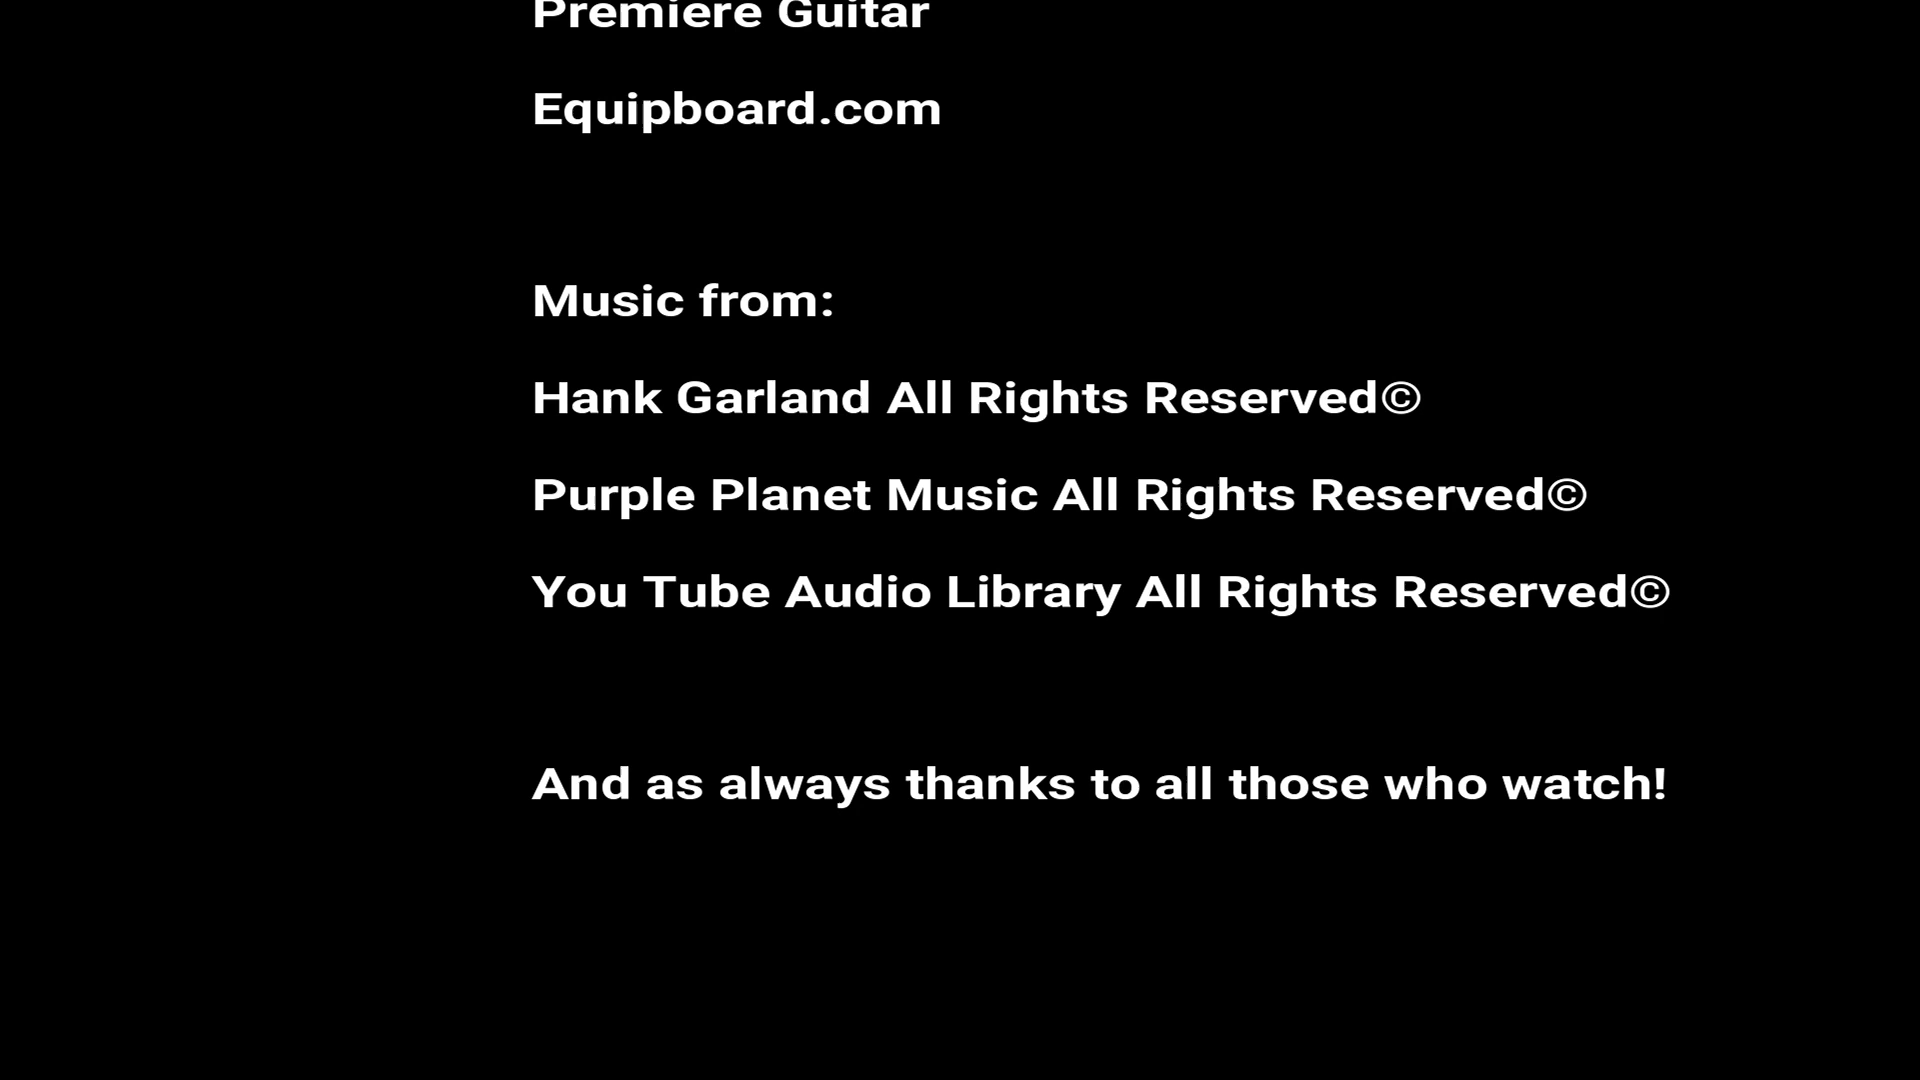 Premiere Guitar
Equipboard.com
Music from:
Hank Garland All Rights Reserved©
Purple Planet Music All Rights Reserved©
You Tube Audio Library All Rights Reserved©
And as always thanks to all those who watch!